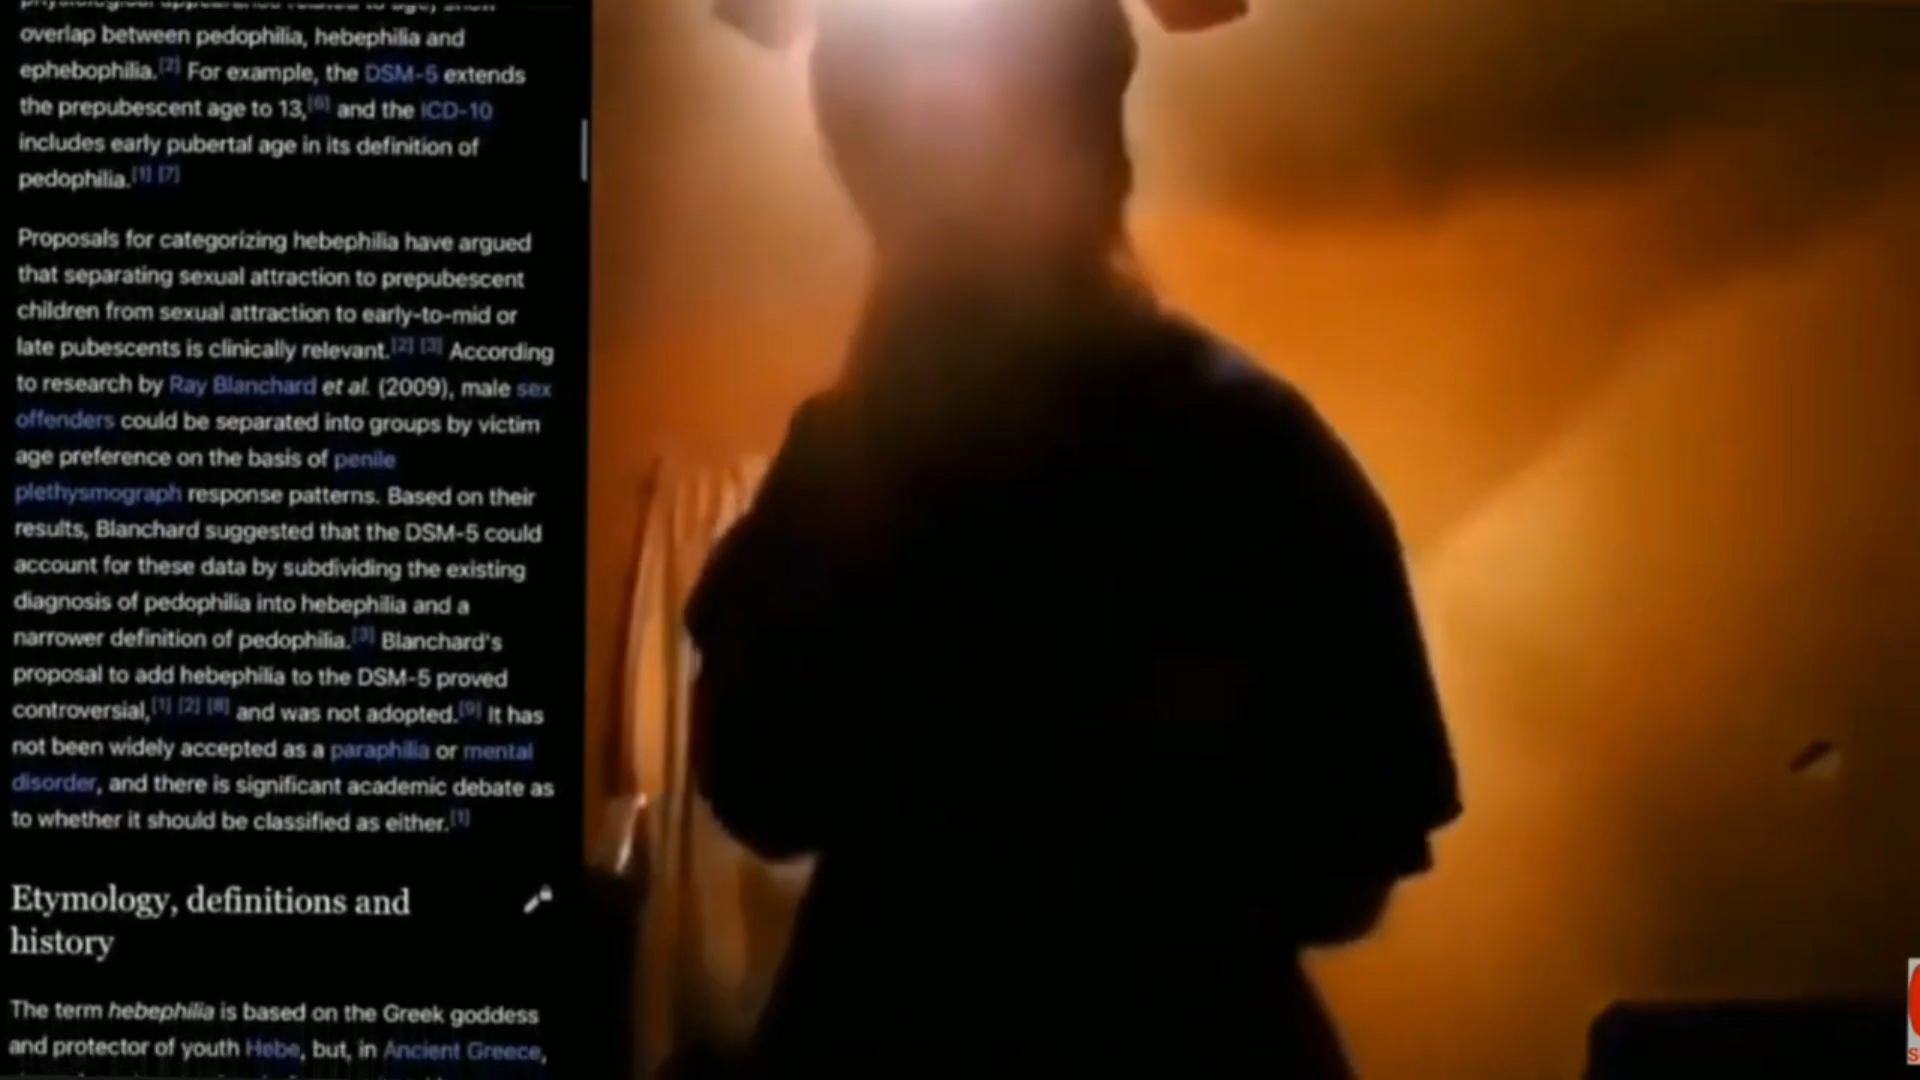 physiological appearance related to age) show
overlap between pedophilia, hebephilia and
ephebophilia.[2] For example, the DSM-5 extends
the prepubescent age to 13,[6] and the ICD-10
includes early pubertal age in its definition of
pedophilia.[1] [7]
Proposals for categorizing hebephilia have argued
that separating sexual attraction to prepubescent
children from sexual attraction to early-to-mid or
late pubescents is clinically relevant.[2] [3] According
to research by Ray Blanchard et al. (2009), male sex
offenders could be separated into groups by victim
age preference on the basis of penile
plethysmograph response patterns. Based on their
results, Blanchard suggested that the DSM-5 could
account for these data by subdividing the existing
diagnosis of pedophilia into hebephilia and a
narrower definition of pedophilia.[3] Blanchard's
proposal to add hebephilia to the DSM-5 proved
controversial,[1] [2] [8] and was not adopted.[9] It has
not been widely accepted as a paraphilia or mental
disorder, and there is significant academic debate as
to whether it should be classified as either.[1]
Etymology, definitions and
history
The term hebephilia is based on the Greek goddess
and protector of youth Hebe, but, in Ancient Greece,